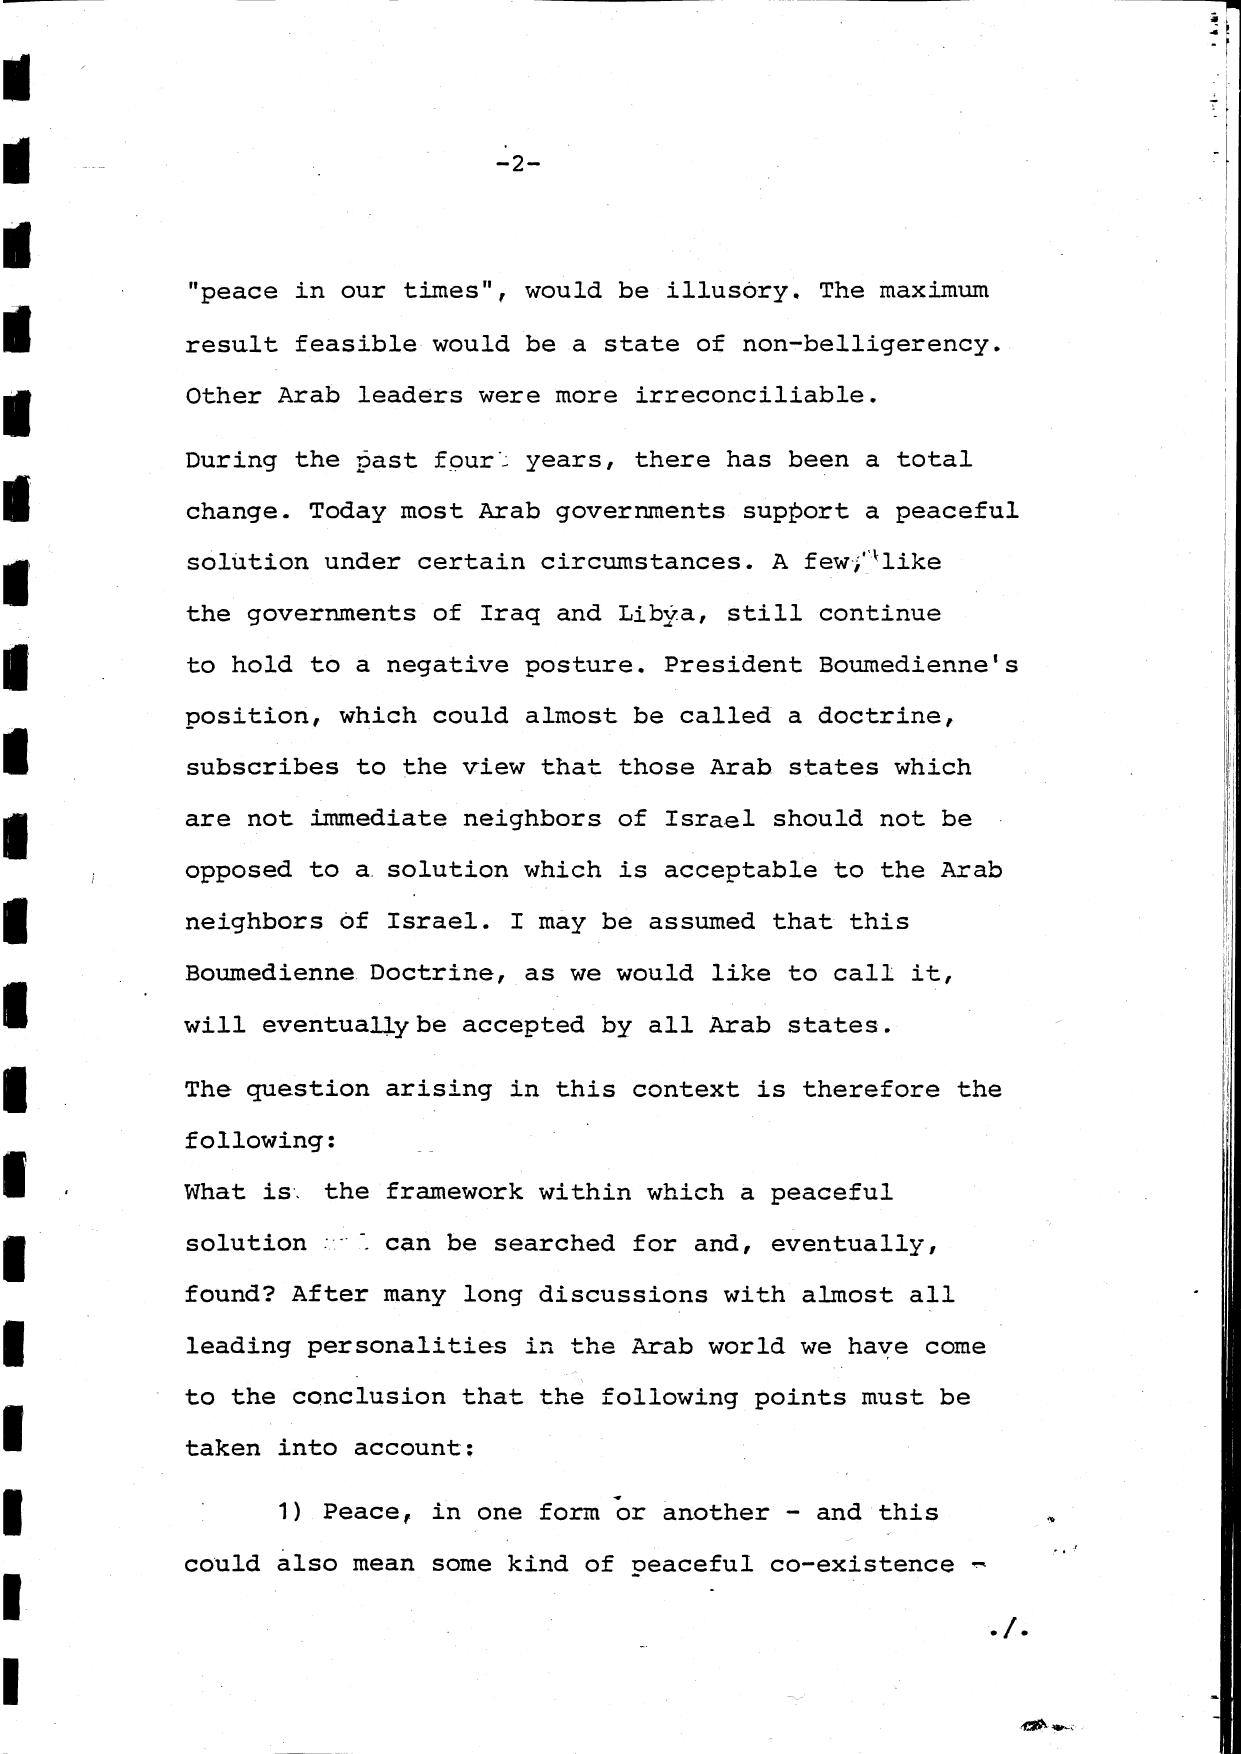 -2-
"peace in our times", would be illusory. The maximum
result feasible would be a state of non-belligerency.
Other Arab leaders were more irreconciliable.
During the past four years, there has been a total
change. Today most Arab governments support a peaceful
solution under certain circumstances. A few, like
the governments of Iraq and Libya, still continue
to hold to a negative posture. President Boumedienne's
position, which could almost be called a doctrine,
subscribes to the view that those Arab states which
are not immediate neighbors of Israel should not be
opposed to a solution which is acceptable to the Arab
neighbors of Israel. I may be assumed that this
Boumedienne Doctrine, as we would like to call it,
will eventually be accepted by all Arab states.
The question arising in this context is therefore the
following:
What is the framework within which a peaceful
solution can be searched for and, eventually,
found? After many long discussions with almost all
leading personalities in the Arab world we have come
to the conclusion that the following points must be
taken into account:
1) Peace, in one form or another - and this
could also mean some kind of peaceful co-existence -
./.